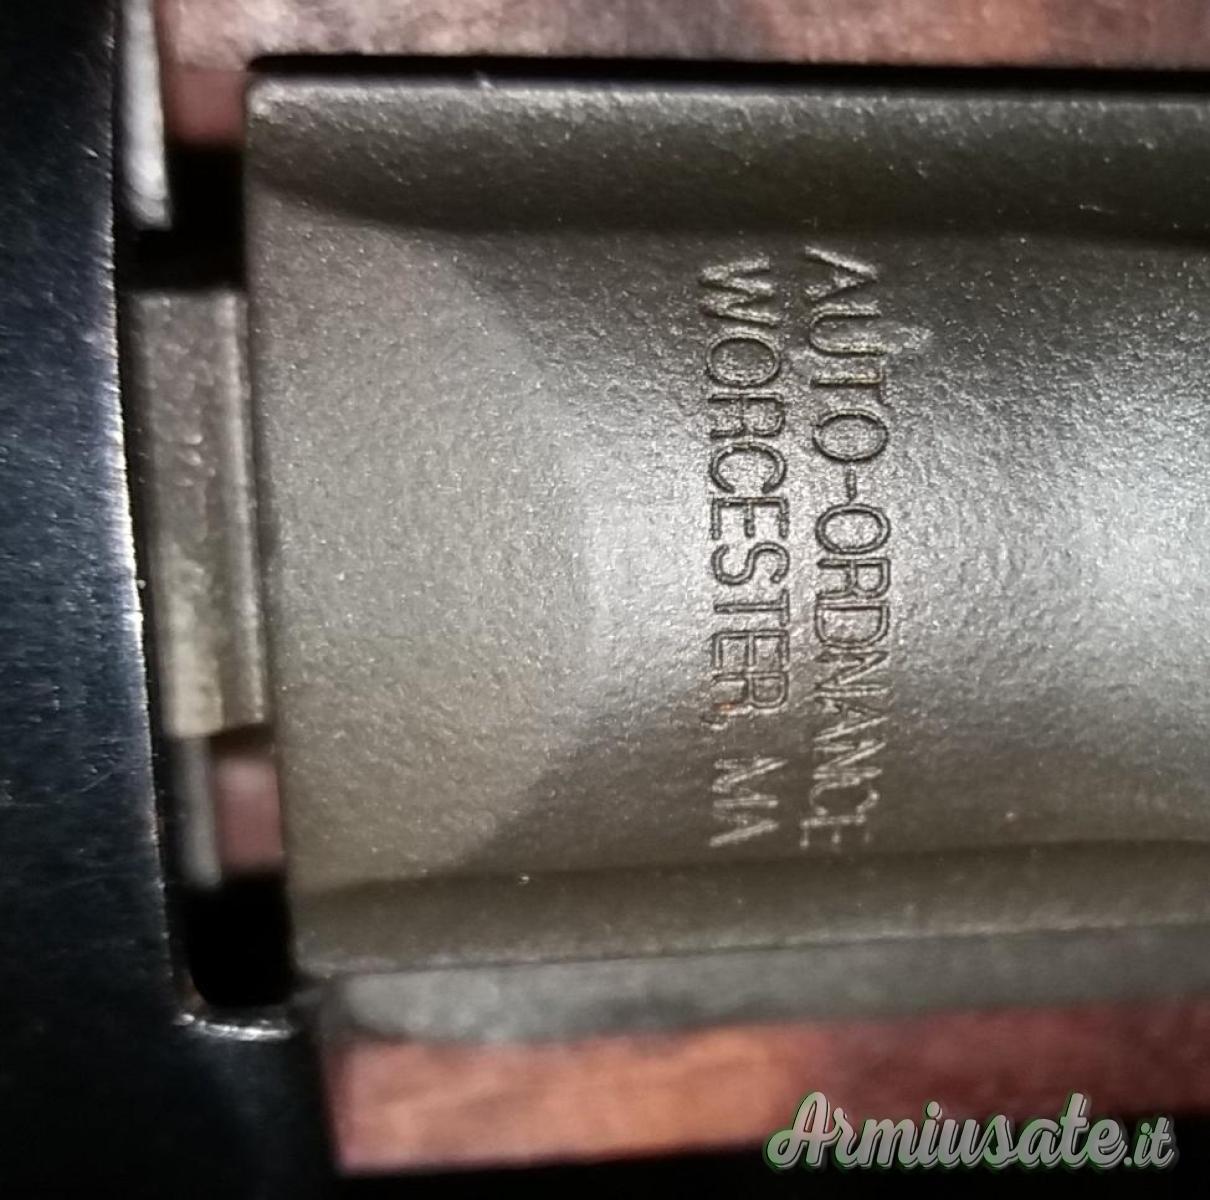 AUTO-ORDNANCE
WORCESTER, MA
Armiusate.it